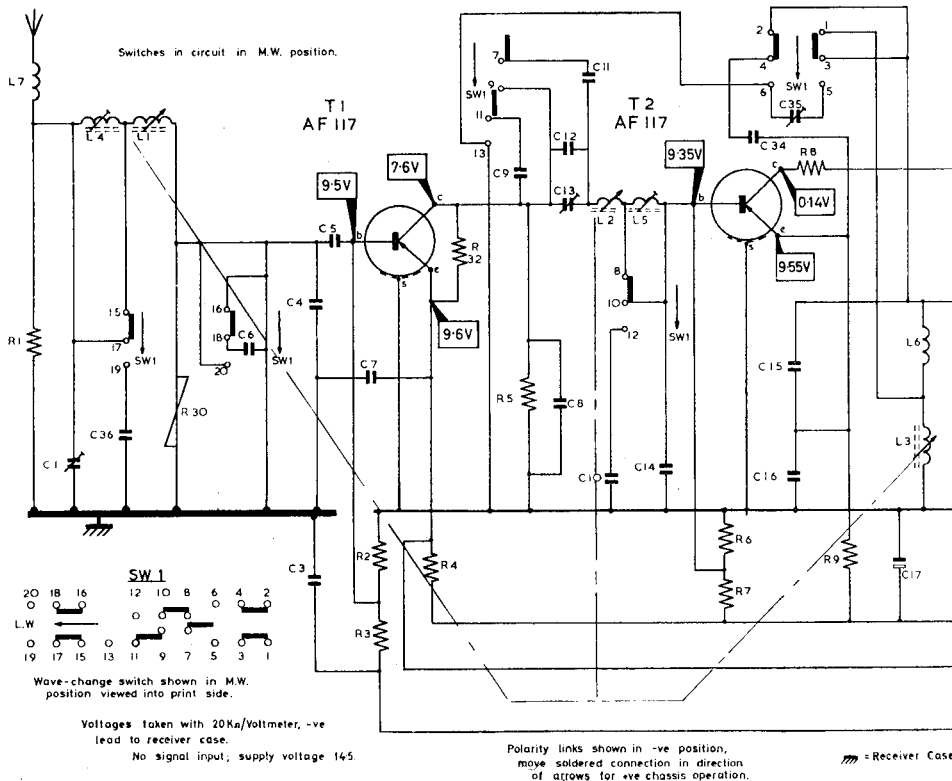 Switches in circuit in M.W. position.
L7
L4
L1
T1
AF 117
T2
AF 117
7
9
11
13
SW1
C11
C12
C9
C13
L2
L5
2
4
6
1
3
5
SW1
C35
C34
R8
9·5V
7·6V
9·35V
0·14V
9·55V
9·6V
b
c
e
s
b
c
e
s
C5
R
32
C4
C7
R1
15
17
19
SW1
16
18
20
C6
SW1
R30
C36
C1
8
10
12
SW1
R5
C8
C10
C14
C15
C16
L6
L3
C3
R2
R3
R4
R6
R7
R9
C17
SW 1
20 18 16 12 10 8 6 4 2
L.W
19 17 15 13 11 9 7 5 3 1
Wave-change switch shown in M.W.
position viewed into print side.
Voltages taken with 20KΩ/Voltmeter, -ve
lead to receiver case.
No signal input; supply voltage 14·5.
Polarity links shown in -ve position,
move soldered connection in direction
of arrows for +ve chassis operation.
= Receiver Case